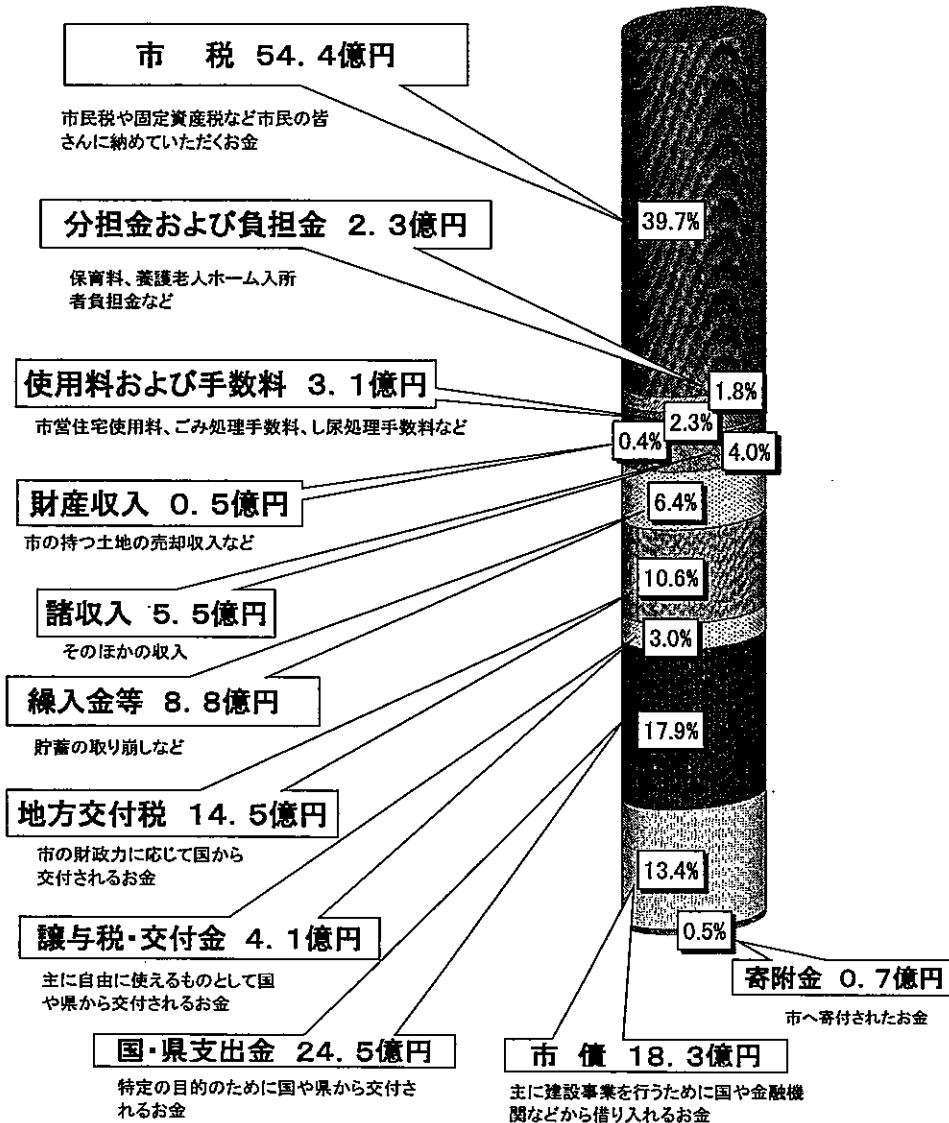 市　税 54.4億円
市民税や固定資産税など市民の皆
さんに納めていただくお金
39.7%
分担金および負担金 2.3億円
保育料、養護老人ホーム入所
者負担金など
1.8%
使用料および手数料 3.1億円
市営住宅使用料、ごみ処理手数料、し尿処理手数料など
2.3%
0.4%
4.0%
財産収入 0.5億円
市の持つ土地の売却収入など
6.4%
諸収入 5.5億円
そのほかの収入
10.6%
3.0%
繰入金等 8.8億円
貯蓄の取り崩しなど
17.9%
地方交付税 14.5億円
市の財政力に応じて国から
交付されるお金
13.4%
譲与税・交付金 4.1億円
主に自由に使えるものとして国
や県から交付されるお金
0.5%
寄附金 0.7億円
市へ寄付されたお金
国・県支出金 24.5億円
特定の目的のために国や県から交付さ
れるお金
市 債 18.3億円
主に建設事業を行うために国や金融機
関などから借り入れるお金